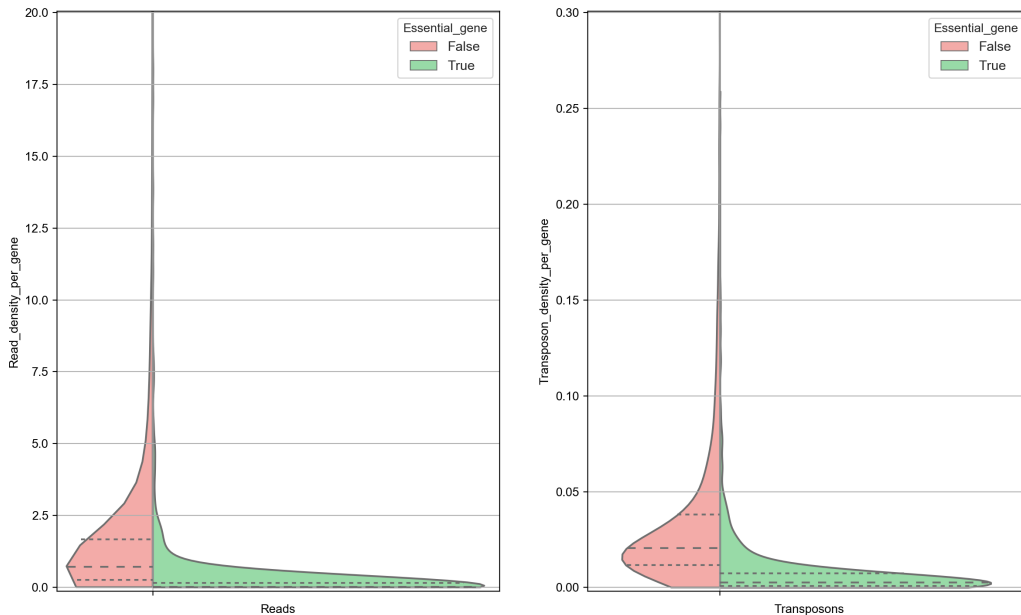 Read_density_per_gene
20.0
17.5
15.0
12.5
10.0
7.5
5.0
2.5
0.0
Essential_gene
False
True
Reads
Transposon_density_per_gene
0.30
0.25
0.20
0.15
0.10
0.05
0.00
Essential_gene
False
True
Transposons